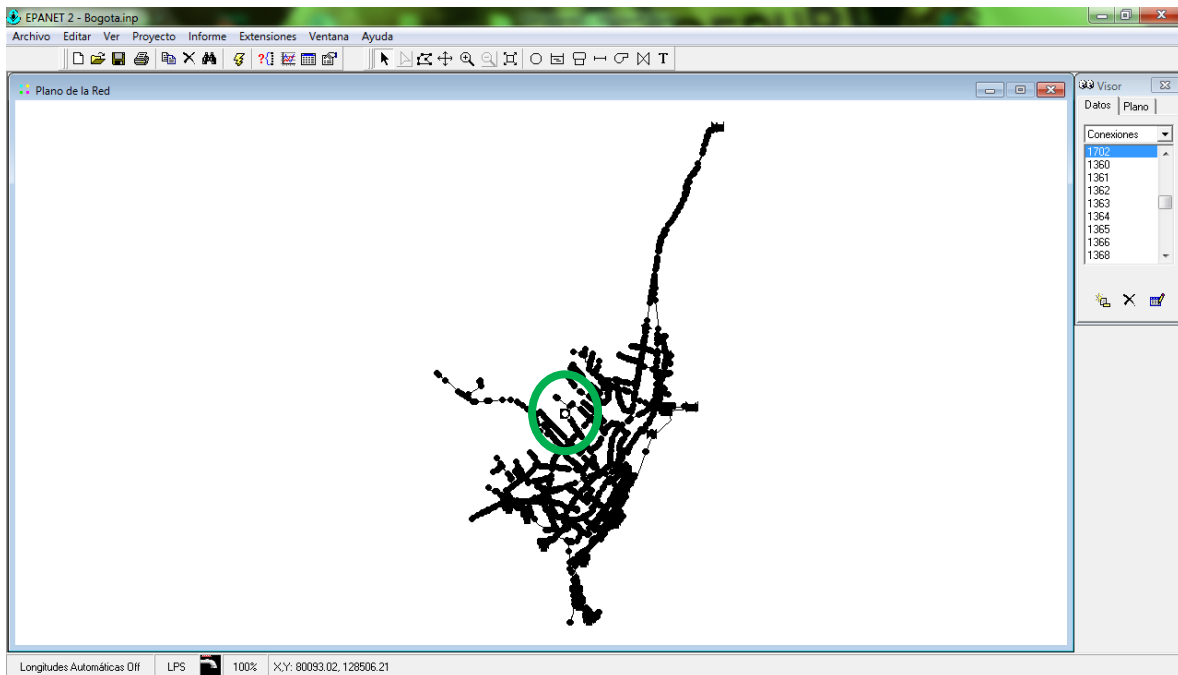 EPANET 2 - Bogota.inp
Archivo Editar Ver Proyecto Informe Extensiones Ventana Ayuda
T
Plano de la Red
Visor
Datos Plano
Conexiones
1702
1360
1361
1362
1363
1364
1365
1366
1368
Longitudes Automáticas Off LPS 100% X,Y: 80093.02, 128506.21